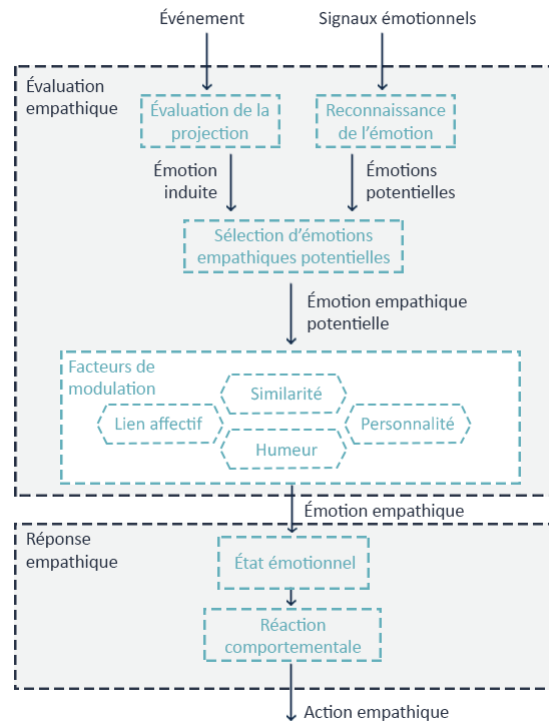 Événement
Signaux émotionnels
Évaluation
empathique
Évaluation de la
projection
Reconnaissance
de l'émotion
Émotion
induite
Émotions
potentielles
Sélection d'émotions
empathiques potentielles
Émotion empathique
potentielle
Facteurs de
modulation
Similarité
Lien affectif
Personnalité
Humeur
Émotion empathique
Réponse
empathique
État émotionnel
Réaction
comportementale
Action empathique